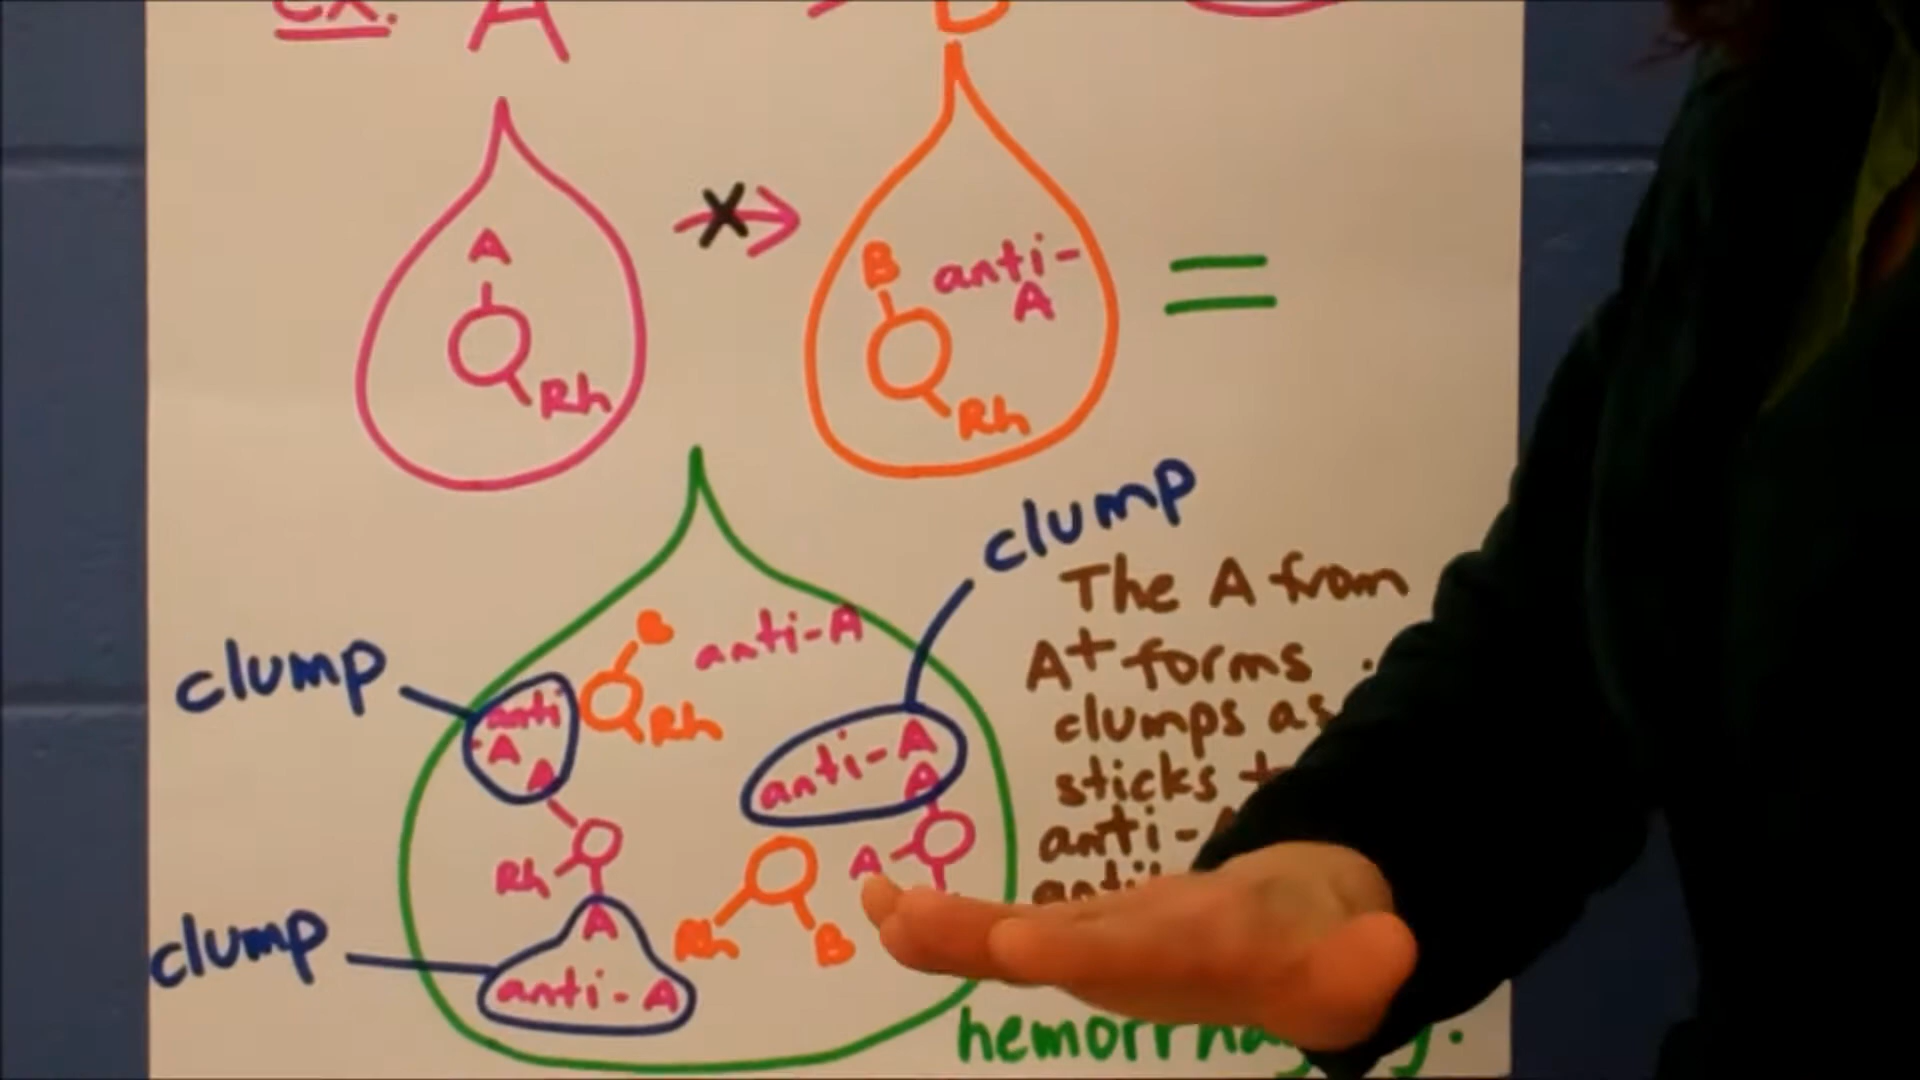 ex. A
B
A
Rh
B anti-
A
Rh
clump
The A from
A+ forms
clumps as
sticks
anti-
clump
B
anti-A
Rh
anti
-A
A
Rh
A
anti-A
anti-A
A
A
Rh
B
clump